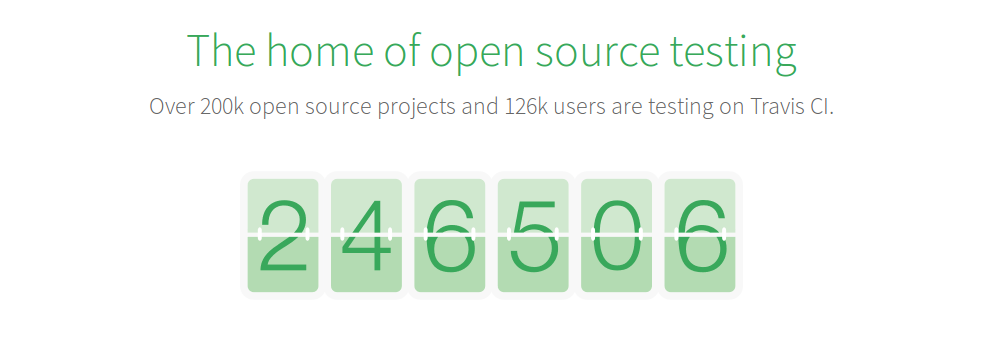 The home of open source testing
Over 200k open source projects and 126k users are testing on Travis CI.
246506